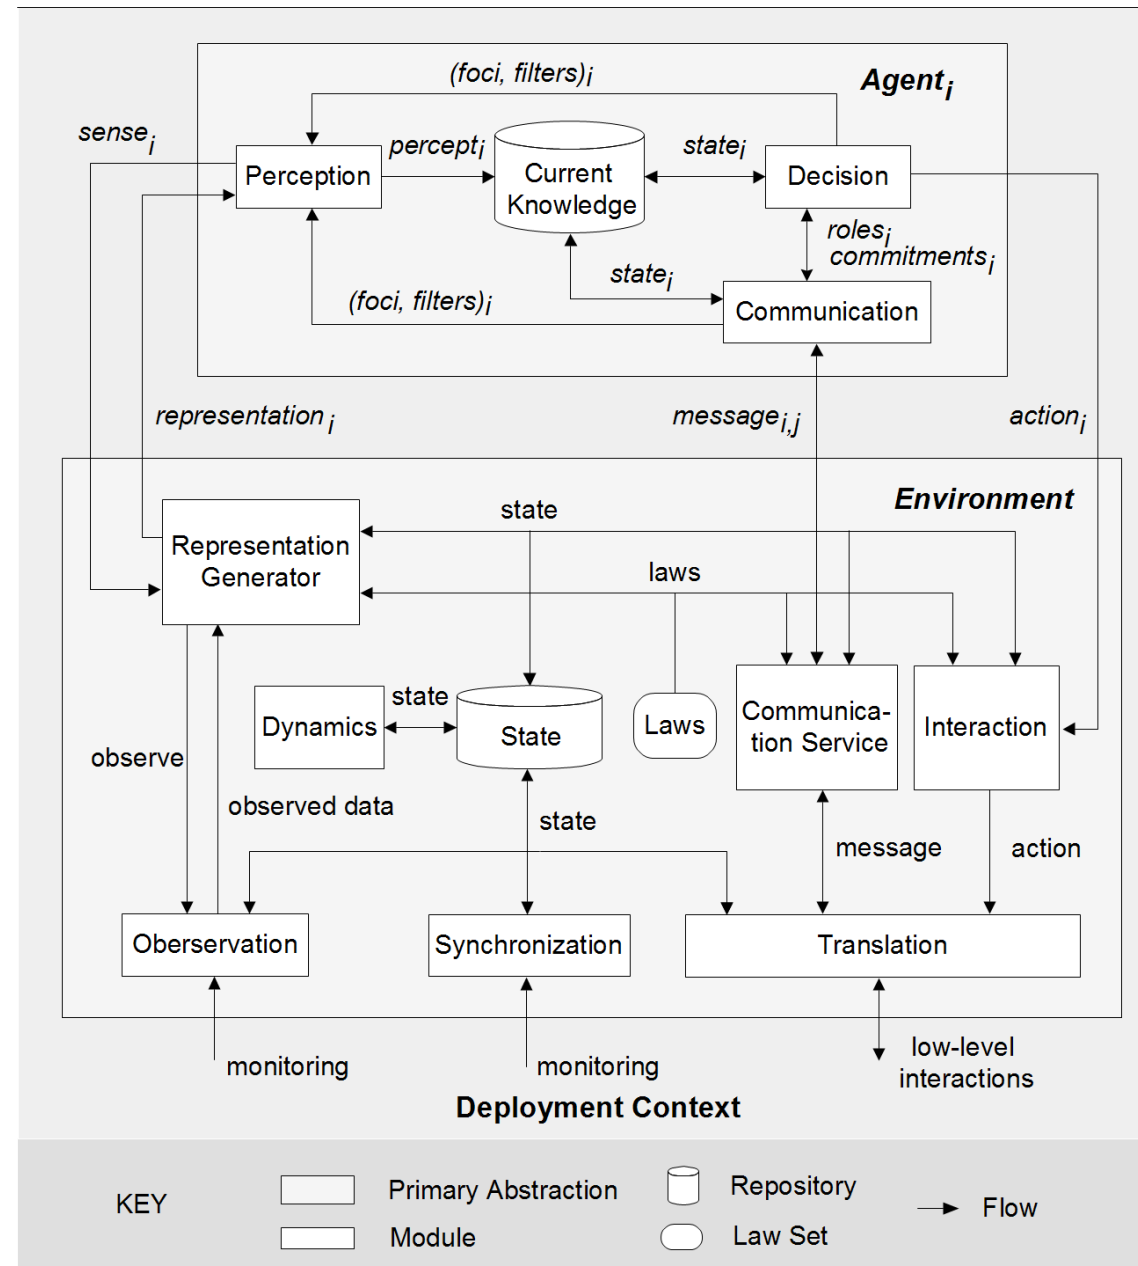 (foci, filters)i
Agenti
sensei
percepti
statei
Perception
Current
Knowledge
Decision
rolesi
commitmentsi
statei
(foci, filters)i
Communication
representationi
messagei,j
actioni
Environment
state
Representation
Generator
laws
state
Dynamics
State
Laws
Communica-
tion Service
Interaction
observe
observed data
state
message
action
Oberservation
Synchronization
Translation
monitoring
monitoring
low-level
interactions
Deployment Context
KEY
Primary Abstraction
Repository
Flow
Module
Law Set